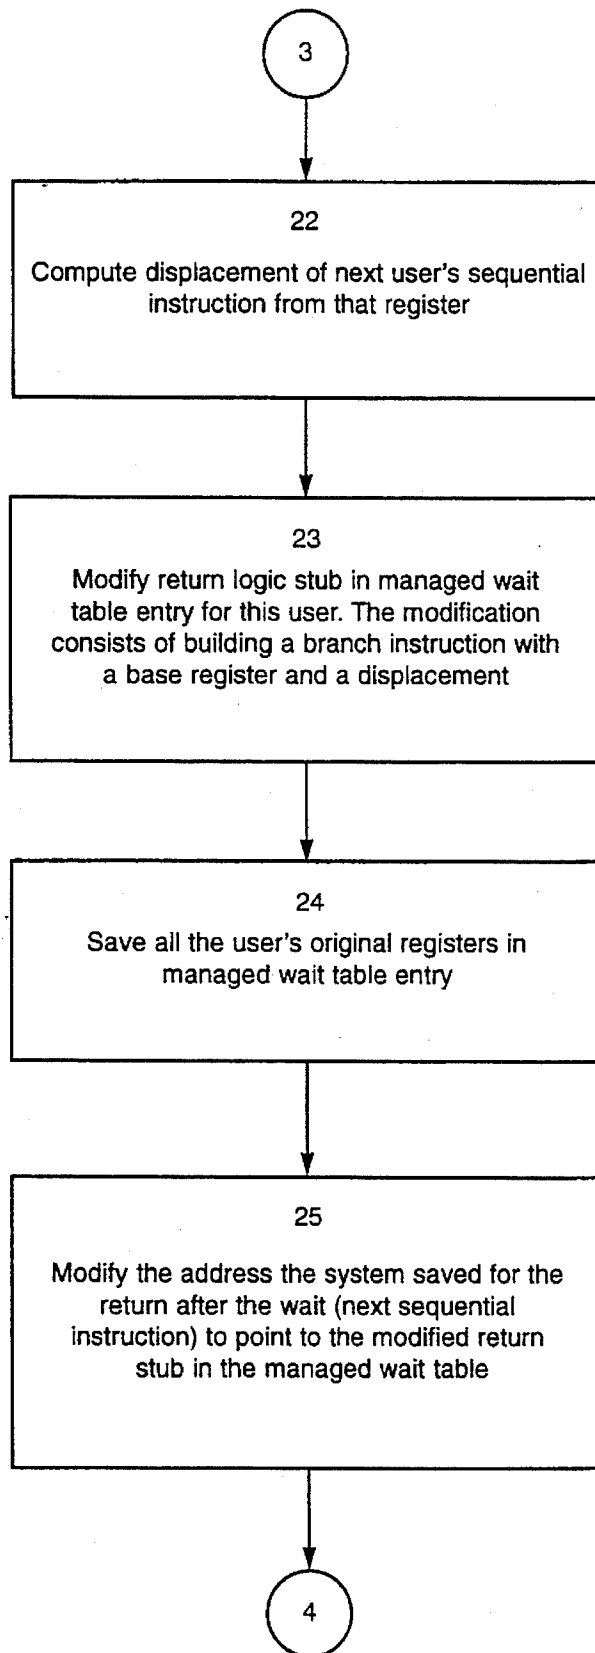 3
22
Compute displacement of next user's sequential
instruction from that register
23
Modify return logic stub in managed wait
table entry for this user. The modification
consists of building a branch instruction with
a base register and a displacement
24
Save all the user's original registers in
managed wait table entry
25
Modify the address the system saved for the
return after the wait (next sequential
instruction) to point to the modified return
stub in the managed wait table
4